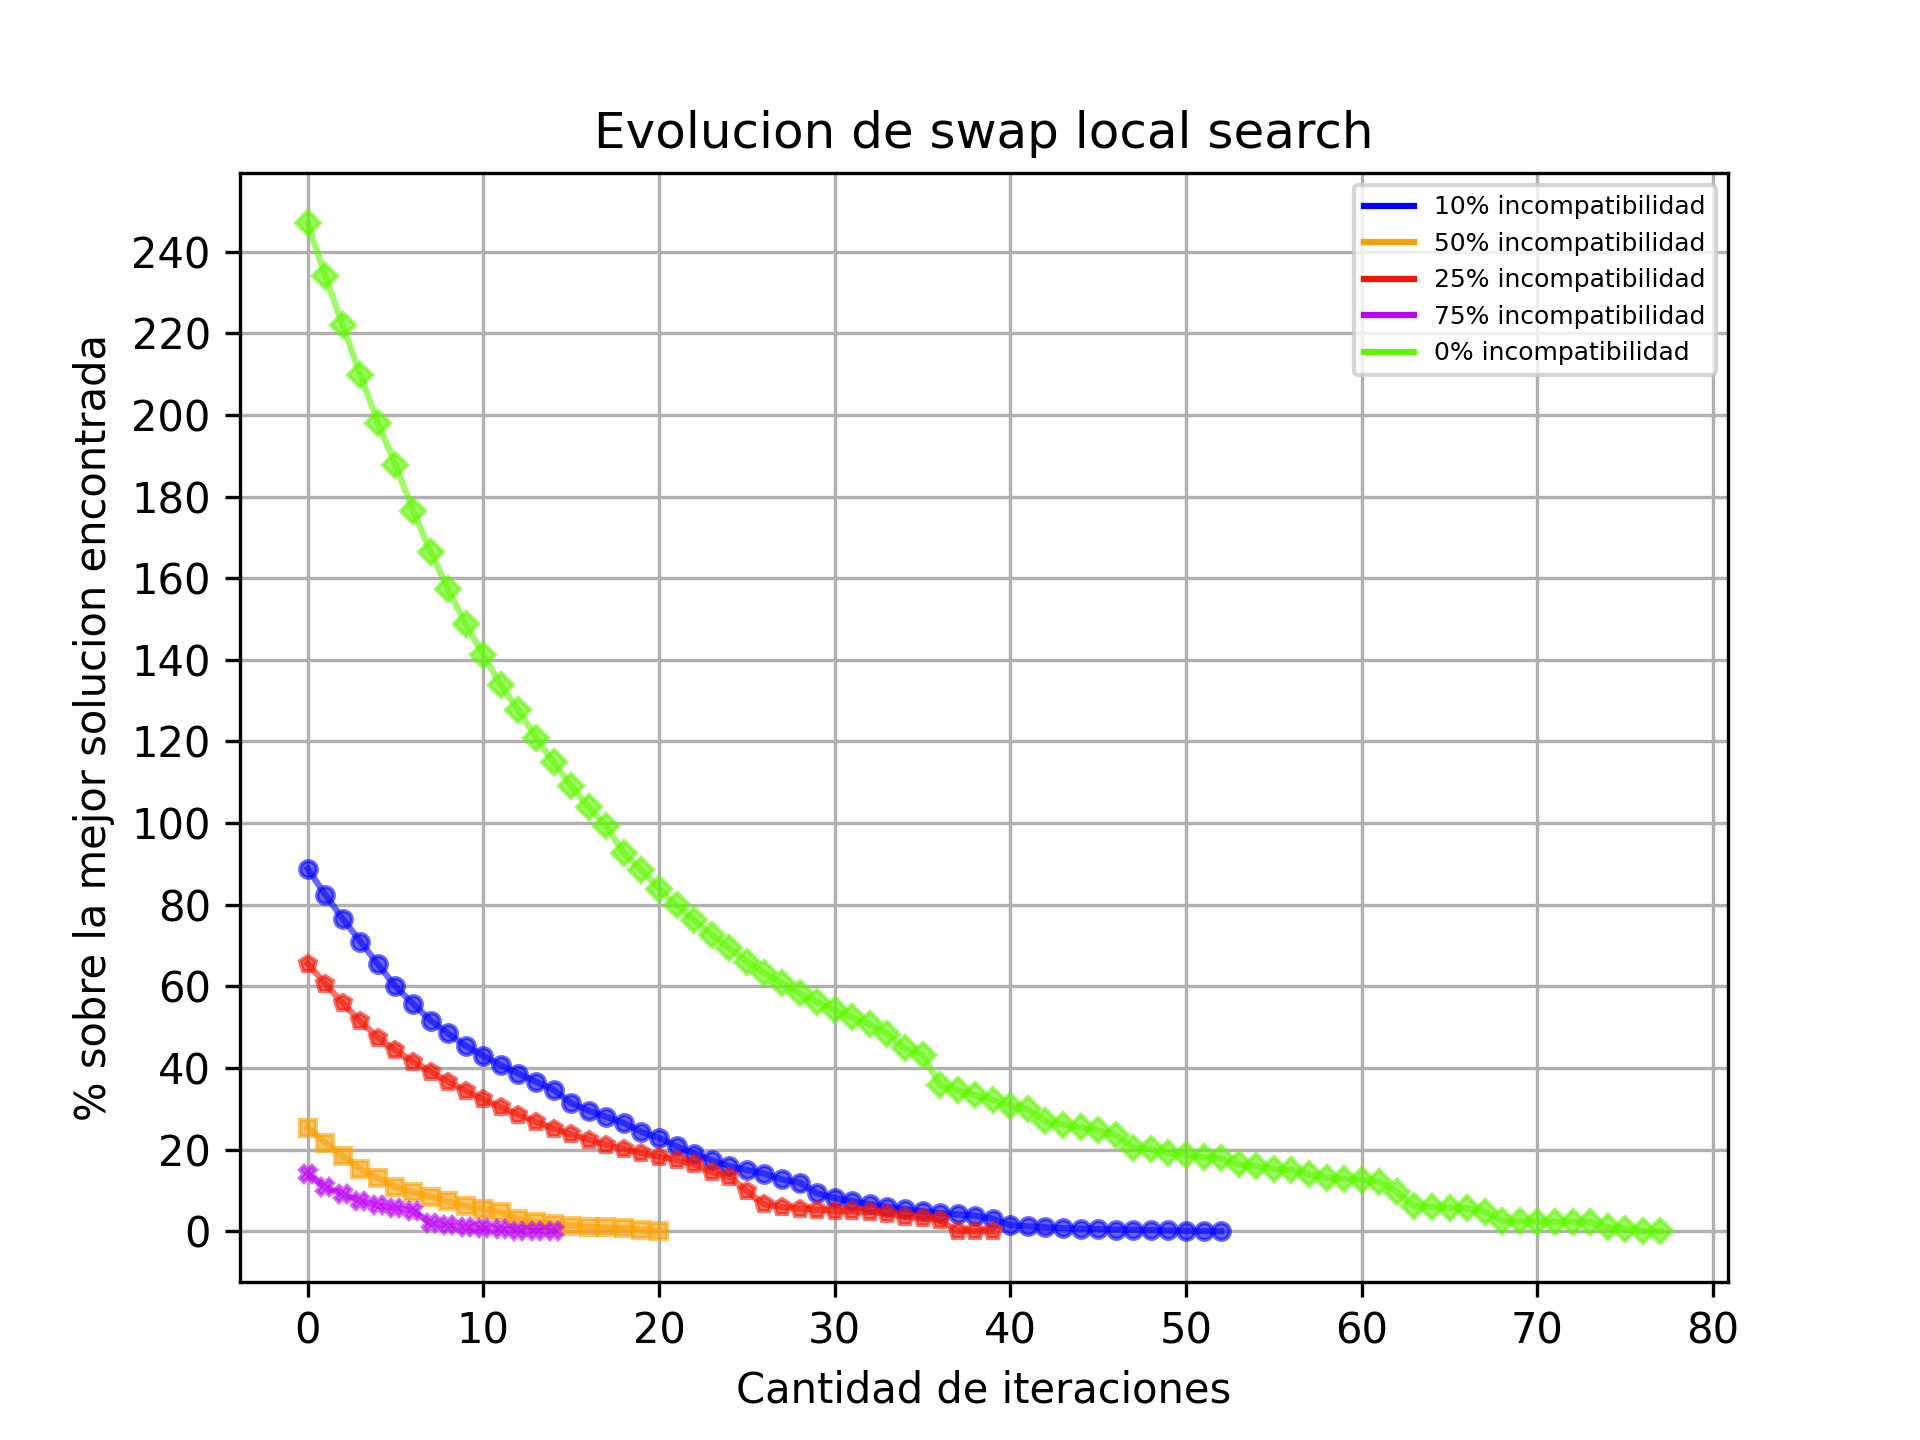 Evolucion de swap local search
10% incompatibilidad
50% incompatibilidad
25% incompatibilidad
75% incompatibilidad
0% incompatibilidad
% sobre la mejor solucion encontrada
240
220
200
180
160
140
120
100
80
60
40
20
0
0 10 20 30 40 50 60 70 80
Cantidad de iteraciones